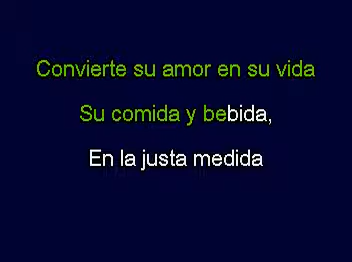 Convierte su amor en su vida
Su comida y bebida,
En la justa medida